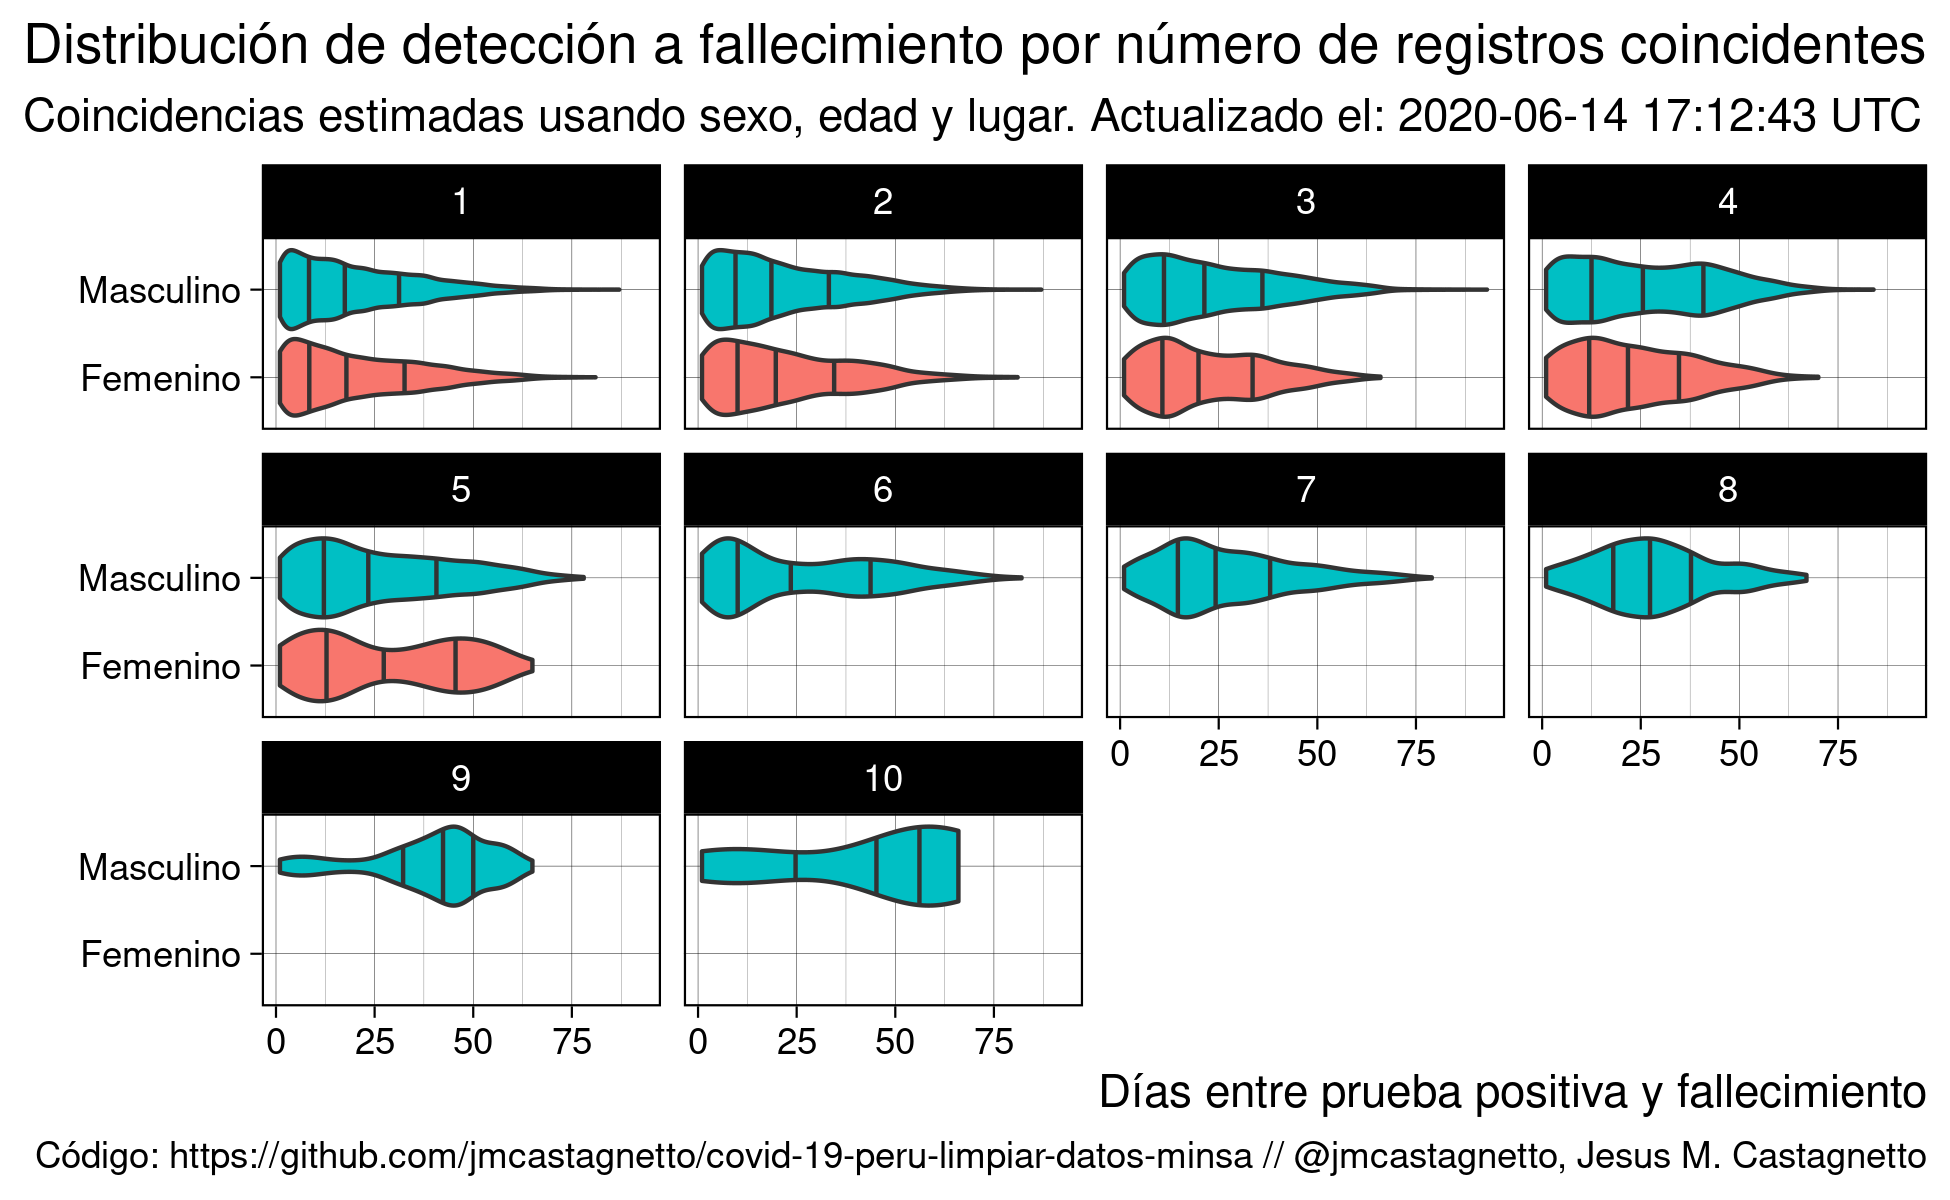 Distribución de detección a fallecimiento por número de registros coincidentes
Coincidencias estimadas usando sexo, edad y lugar. Actualizado el: 2020-06-14 17:12:43 UTC
1 2 3 4
Masculino
Femenino
5 6 7 8
Masculino
Femenino
0 25 50 75 0 25 50 75
9 10
Masculino
Femenino
0 25 50 75 0 25 50 75
Días entre prueba positiva y fallecimiento
Código: https://github.com/jmcastagnetto/covid-19-peru-limpiar-datos-minsa // @jmcastagnetto, Jesus M. Castagnetto